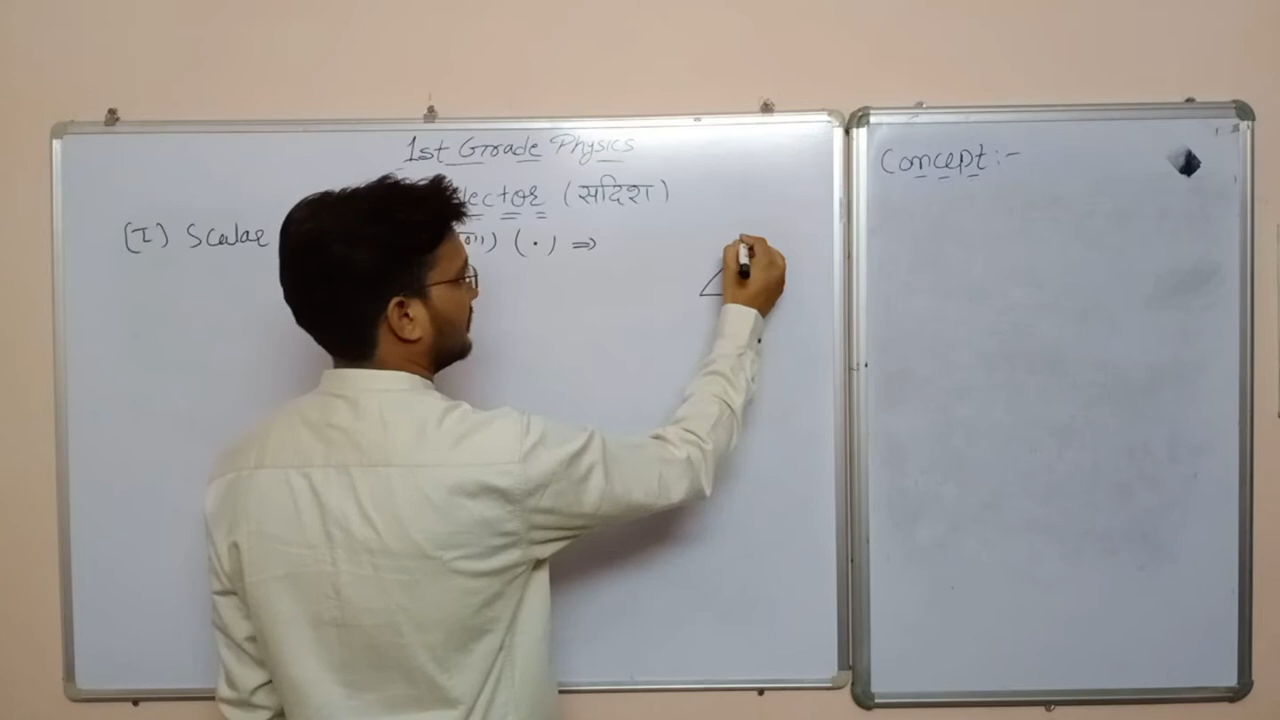 1st Grade Physics
Vector (सदिश)
(I) Scalar (·) ⇒
Concept:-